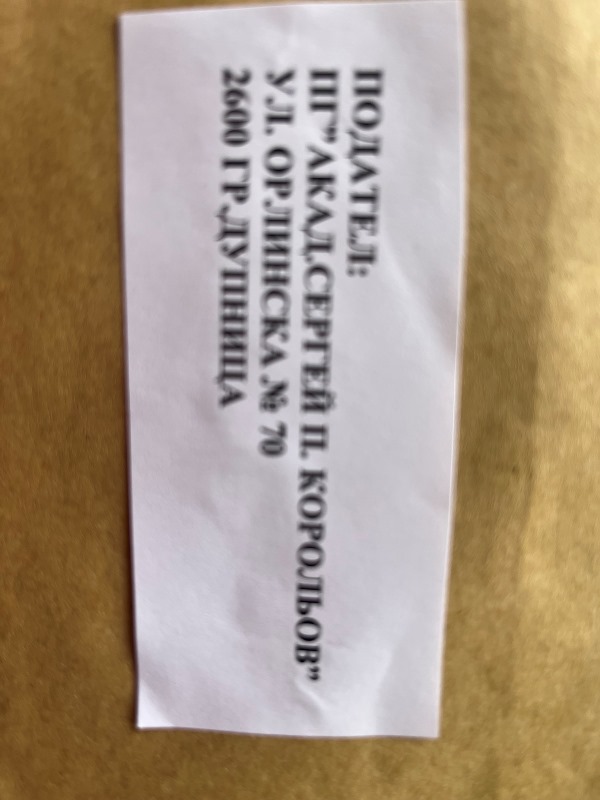 ПОДАТЕЛ:
ПГ” АКАД.СЕРГЕЙ П. КОРОЛЬОВ”
УЛ. ОРЛИНСКА № 70
2600 ГР.ДУПНИЦА